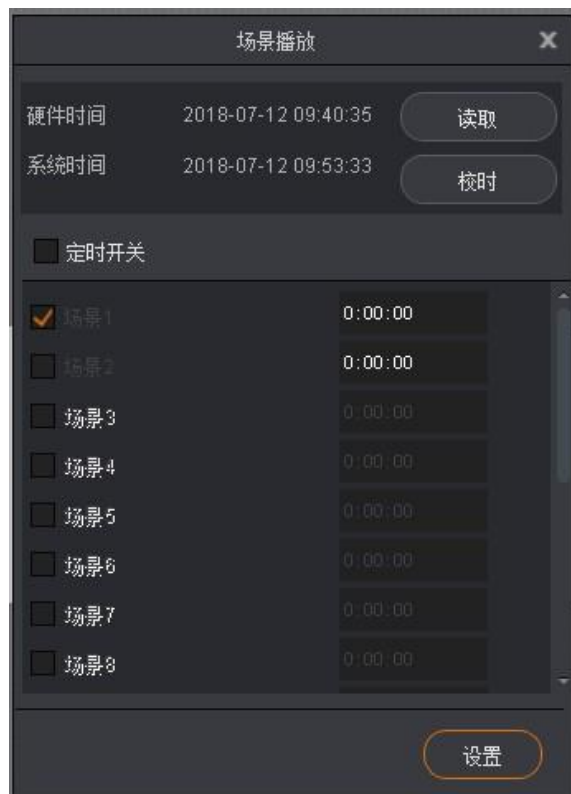 场景播放
硬件时间 2018-07-12 09:40:35 读取
系统时间 2018-07-12 09:53:33 校时
定时开关
场景1 0:00:00
场景2 0:00:00
场景3 0:00:00
场景4 0:00:00
场景5 0:00:00
场景6 0:00:00
场景7 0:00:00
场景8 0:00:00
设置